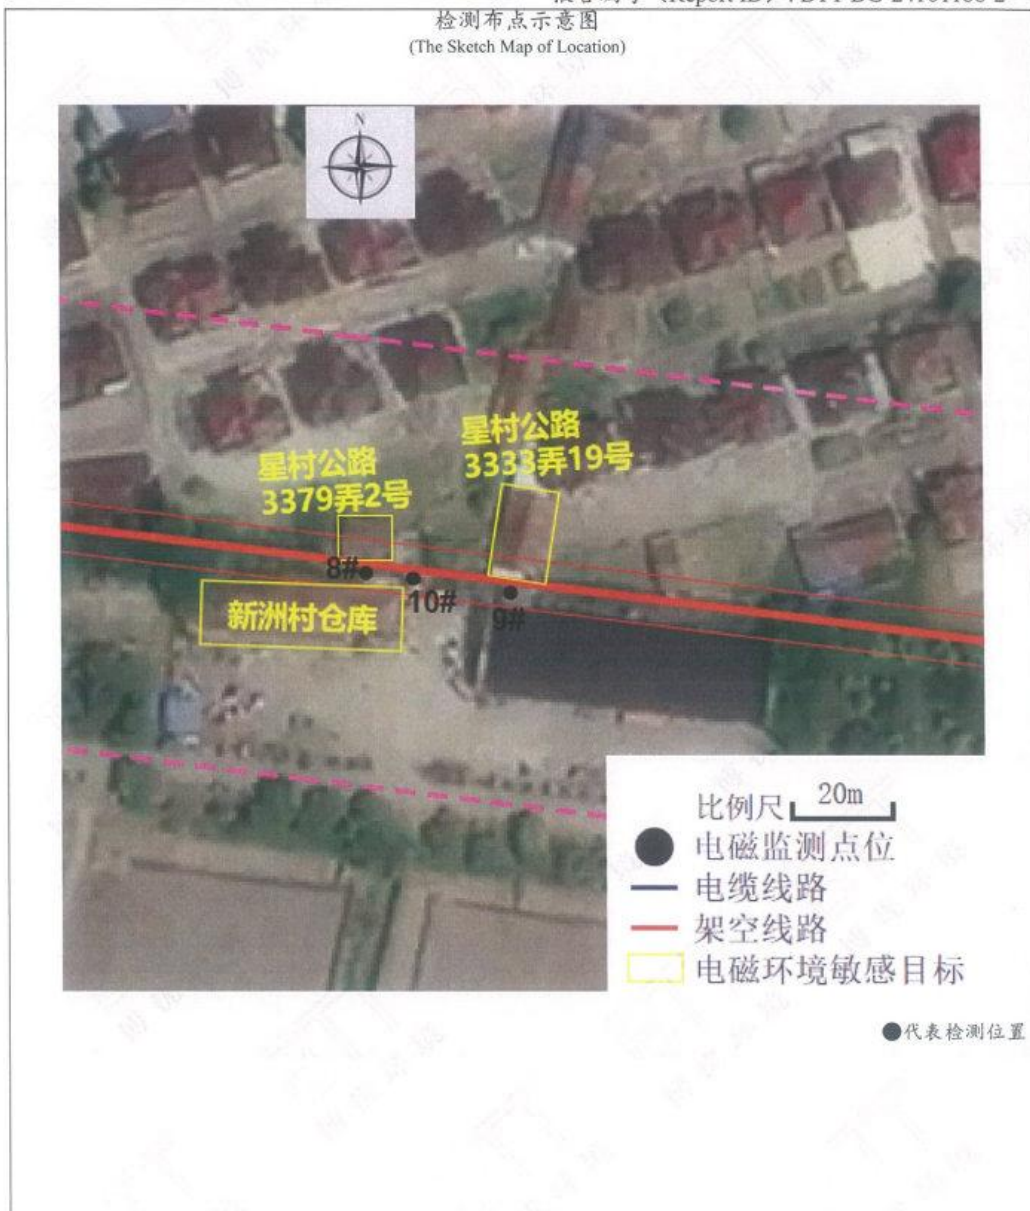 检测布点示意图
(The Sketch Map of Location)
N
星村公路
3379弄2号
星村公路
3333弄19号
8#
10#
9#
新洲村仓库
比例尺 20m
电磁监测点位
电缆线路
架空线路
电磁环境敏感目标
●代表检测位置